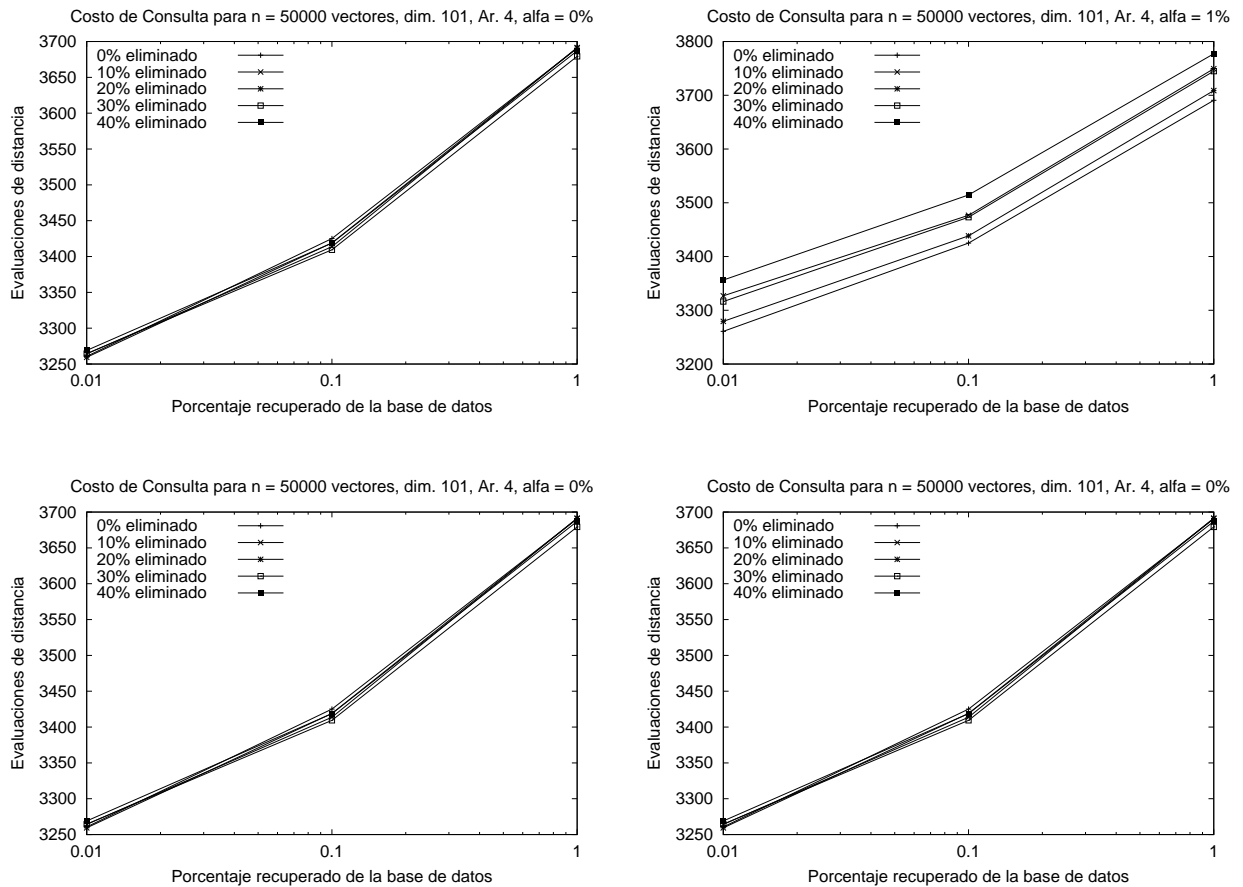 Costo de Consulta para n = 50000 vectores, dim. 101, Ar. 4, alfa = 0%
3700
3650
3600
3550
3500
3450
3400
3350
3300
3250
Evaluaciones de distancia
0% eliminado
10% eliminado
20% eliminado
30% eliminado
40% eliminado
0.01
0.1
1
Porcentaje recuperado de la base de datos
Costo de Consulta para n = 50000 vectores, dim. 101, Ar. 4, alfa = 1%
3800
3700
3600
3500
3400
3300
3200
Evaluaciones de distancia
0% eliminado
10% eliminado
20% eliminado
30% eliminado
40% eliminado
0.01
0.1
1
Porcentaje recuperado de la base de datos
Costo de Consulta para n = 50000 vectores, dim. 101, Ar. 4, alfa = 0%
3700
3650
3600
3550
3500
3450
3400
3350
3300
3250
Evaluaciones de distancia
0% eliminado
10% eliminado
20% eliminado
30% eliminado
40% eliminado
0.01
0.1
1
Porcentaje recuperado de la base de datos
Costo de Consulta para n = 50000 vectores, dim. 101, Ar. 4, alfa = 0%
3700
3650
3600
3550
3500
3450
3400
3350
3300
3250
Evaluaciones de distancia
0% eliminado
10% eliminado
20% eliminado
30% eliminado
40% eliminado
0.01
0.1
1
Porcentaje recuperado de la base de datos